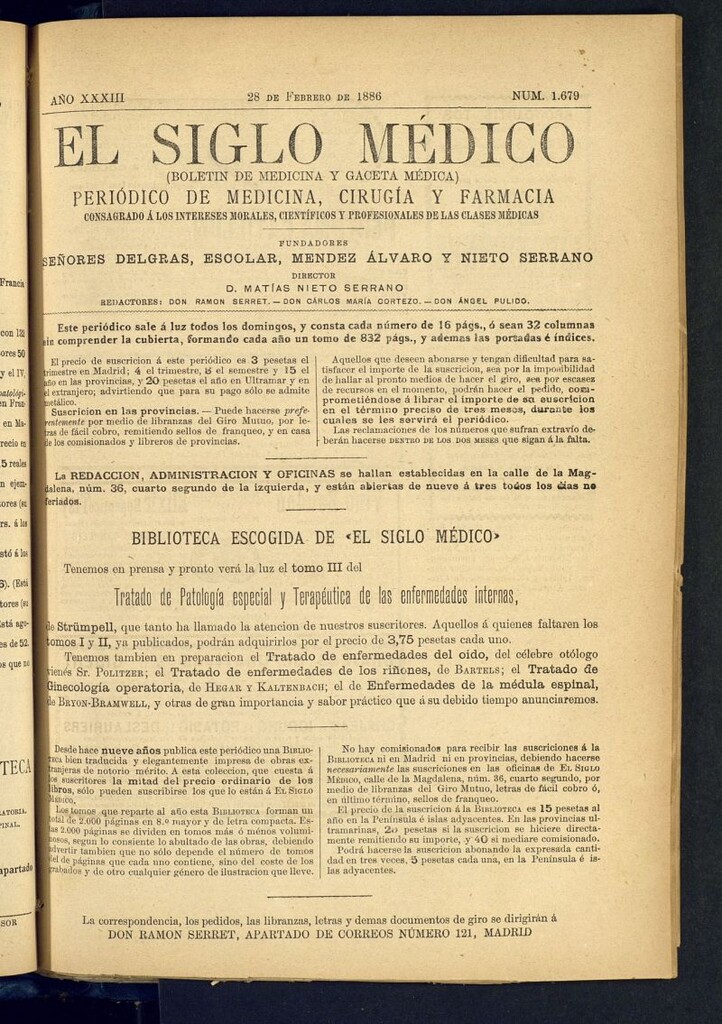 AÑO XXXIII 28 DE FEBRERO DE 1886 NUM. 1.679
EL SIGLO MÉDICO
(BOLETIN DE MEDICINA Y GACETA MÉDICA)
PERIÓDICO DE MEDICINA, CIRUGÍA Y FARMACIA
CONSAGRADO Á LOS INTERESES MORALES, CIENTÍFICOS Y PROFESIONALES DE LAS CLASES MÉDICAS
FUNDADORES
SEÑORES DELGRAS, ESCOLAR, MENDEZ ÁLVARO Y NIETO SERRANO
DIRECTOR
D. MATÍAS NIETO SERRANO
REDACTORES: DON RAMON SERRET.—DON CÁRLOS MARÍA CORTEZO.—DON ÁNGEL PULIDO.
Este periódico sale á luz todos los domingos, y consta cada número de 16 págs., ó sean 32 columnas
sin comprender la cubierta, formando cada año un tomo de 832 págs., y ademas las portadas é índices.
El precio de suscricion á este periódico es 3 pesetas el
trimestre en Madrid; 4 el trimestre, 8 el semestre y 15 el
año en las provincias, y 20 pesetas el año en Ultramar y en
el extranjero; advirtiendo que para su pago sólo se admite
metálico.
Suscricion en las provincias.—Puede hacerse prefe-
rentemente por medio de libranzas del Giro Mutuo, por le-
tras de fácil cobro, remitiendo sellos de franqueo, y en casa
de los comisionados y libreros de provincias.
Aquellos que deseen abonarse y tengan dificultad para sa-
tisfacer el importe de la suscricion, sea por la imposibilidad
de hallar al pronto medios de hacer el giro, sea por escasez
de recursos en el momento, podrán hacer el pedido, com-
prometiéndose á librar el importe de su suscricion
en el término preciso de tres meses, durante los
cuales se les servirá el periódico.
Las reclamaciones de los números que sufran extravío de-
berán hacerse DENTRO DE LOS DOS MESES que sigan á la falta.
La REDACCION, ADMINISTRACION Y OFICINAS se hallan establecidas en la calle de la Mag-
dalena, núm. 36, cuarto segundo de la izquierda, y están abiertas de nueve á tres todos los dias no
feriados.
BIBLIOTECA ESCOGIDA DE «EL SIGLO MÉDICO»
Tenemos en prensa y pronto verá la luz el tomo III del
Tratado de Patología especial y Terapéutica de las enfermedades internas,
de Strümpell, que tanto ha llamado la atencion de nuestros suscritores. Aquellos á quienes faltaren los
tomos I y II, ya publicados, podrán adquirirlos por el precio de 3,75 pesetas cada uno.
Tenemos tambien en preparacion el Tratado de enfermedades del oido, del célebre otólogo
vienés Sr. POLITZER; el Tratado de enfermedades de los riñones, de BARTELS; el Tratado de
Ginecología operatoria, de HEGAR Y KALTENBACH; el de Enfermedades de la médula espinal,
de BRYON-BRAMWELL, y otras de gran importancia y sabor práctico que á su debido tiempo anunciaremos.
Desde hace nueve años publica este periódico una BIBLIO-
TECA bien traducida y elegantemente impresa de obras ex-
tranjeras de notorio mérito. A esta coleccion, que cuesta á
los suscritores la mitad del precio ordinario de los
libros, sólo pueden suscribirse los que lo están á EL SIGLO
MÉDICO.
Los tomos que reparte al año esta BIBLIOTECA forman un
total de 2.000 páginas en 8.º mayor y de letra compacta. Es-
tas 2.000 páginas se dividen en tomos más ó ménos volumi-
nosos, segun lo consiente lo abultado de las obras, debiendo
advertir tambien que no sólo depende el número de tomos
del de páginas que cada uno contiene, sino del coste de los
grabados y de otro cualquier género de ilustracion que lleve.
No hay comisionados para recibir las suscriciones á la
BIBLIOTECA ni en Madrid ni en provincias, debiendo hacerse
necesariamente las suscriciones en las oficinas de EL SIGLO
MÉDICO, calle de la Magdalena, núm. 36, cuarto segundo, por
medio de libranzas del Giro Mutuo, letras de fácil cobro ó,
en último término, sellos de franqueo.
El precio de la suscricion á la BIBLIOTECA es 15 pesetas al
año en la Península é islas adyacentes. En las provincias ul-
tramarinas, 20 pesetas si la suscricion se hiciere directa-
mente remitiendo su importe, y 40 si mediare comisionado.
Podrá hacerse la suscricion abonando la expresada canti-
dad en tres veces, 5 pesetas cada una, en la Península é is-
las adyacentes.
La correspondencia, los pedidos, las libranzas, letras y demas documentos de giro se dirigirán á
DON RAMON SERRET, APARTADO DE CORREOS NÚMERO 121, MADRID